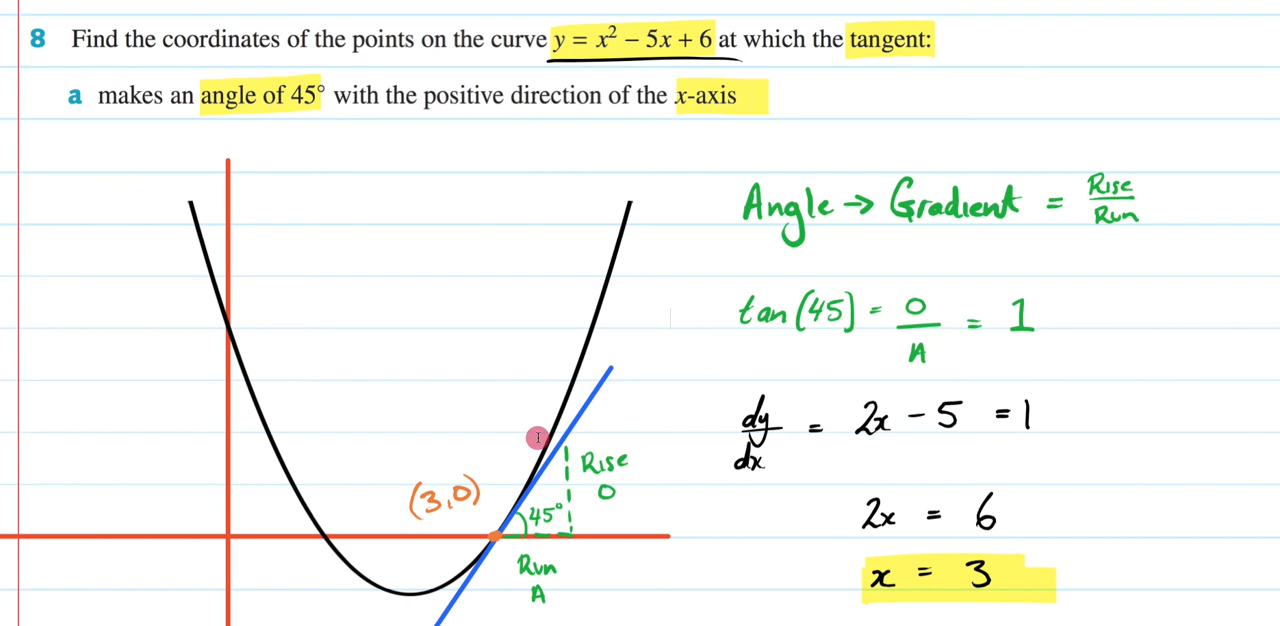 8 Find the coordinates of the points on the curve y = x² − 5x + 6 at which the tangent:
a makes an angle of 45° with the positive direction of the x-axis
Angle → Gradient = Rise/Run
tan(45) = O/A = 1
dy/dx = 2x − 5 = 1
2x = 6
x = 3
(3,0)
45°
Rise
O
Run
A